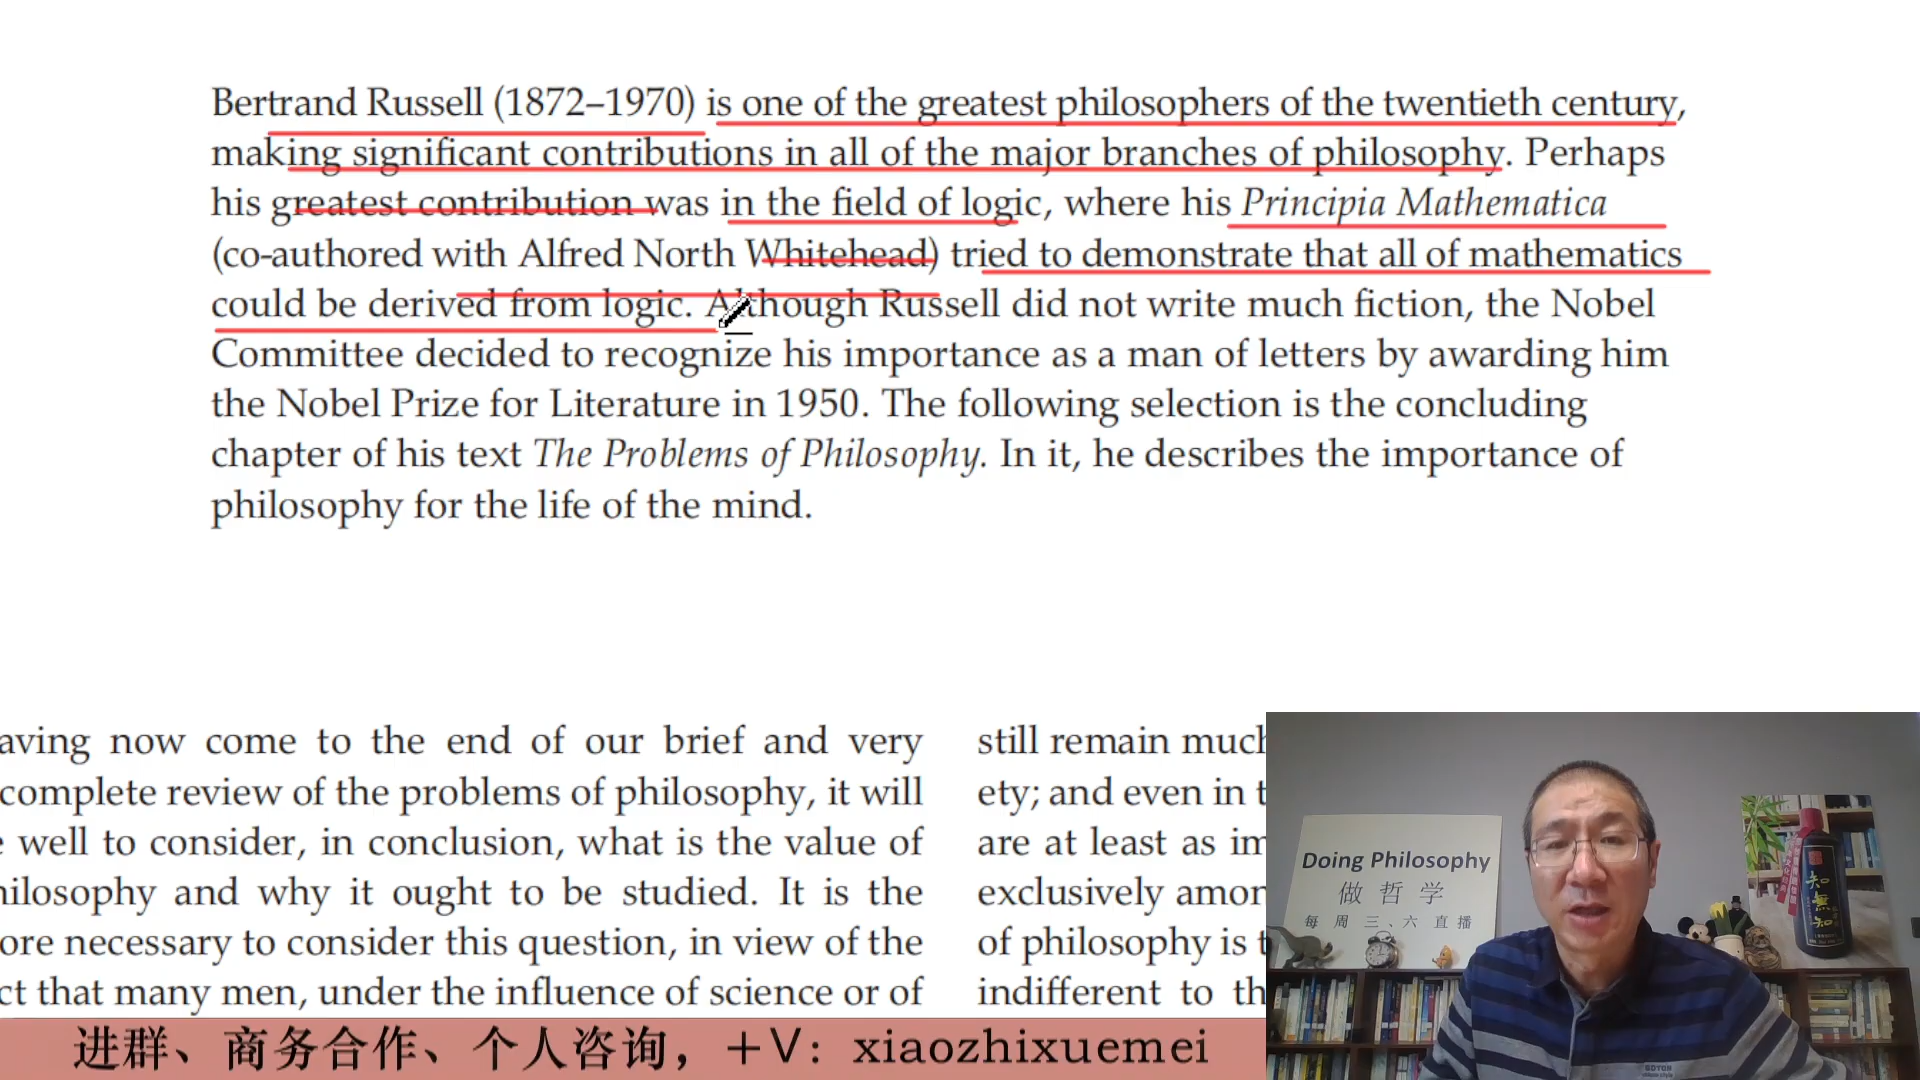 Bertrand Russell (1872–1970) is one of the greatest philosophers of the twentieth century,
making significant contributions in all of the major branches of philosophy. Perhaps
his greatest contribution was in the field of logic, where his Principia Mathematica
(co-authored with Alfred North Whitehead) tried to demonstrate that all of mathematics
could be derived from logic. Although Russell did not write much fiction, the Nobel
Committee decided to recognize his importance as a man of letters by awarding him
the Nobel Prize for Literature in 1950. The following selection is the concluding
chapter of his text The Problems of Philosophy. In it, he describes the importance of
philosophy for the life of the mind.
aving now come to the end of our brief and very
complete review of the problems of philosophy, it will
e well to consider, in conclusion, what is the value of
hilosophy and why it ought to be studied. It is the
ore necessary to consider this question, in view of the
ct that many men, under the influence of science or of
still remain much
ety; and even in t
are at least as im
exclusively amor
of philosophy is t
indifferent to th
Doing Philosophy
做哲学
每周三、六直播
知無知
进群、商务合作、个人咨询，+V：xiaozhixuemei